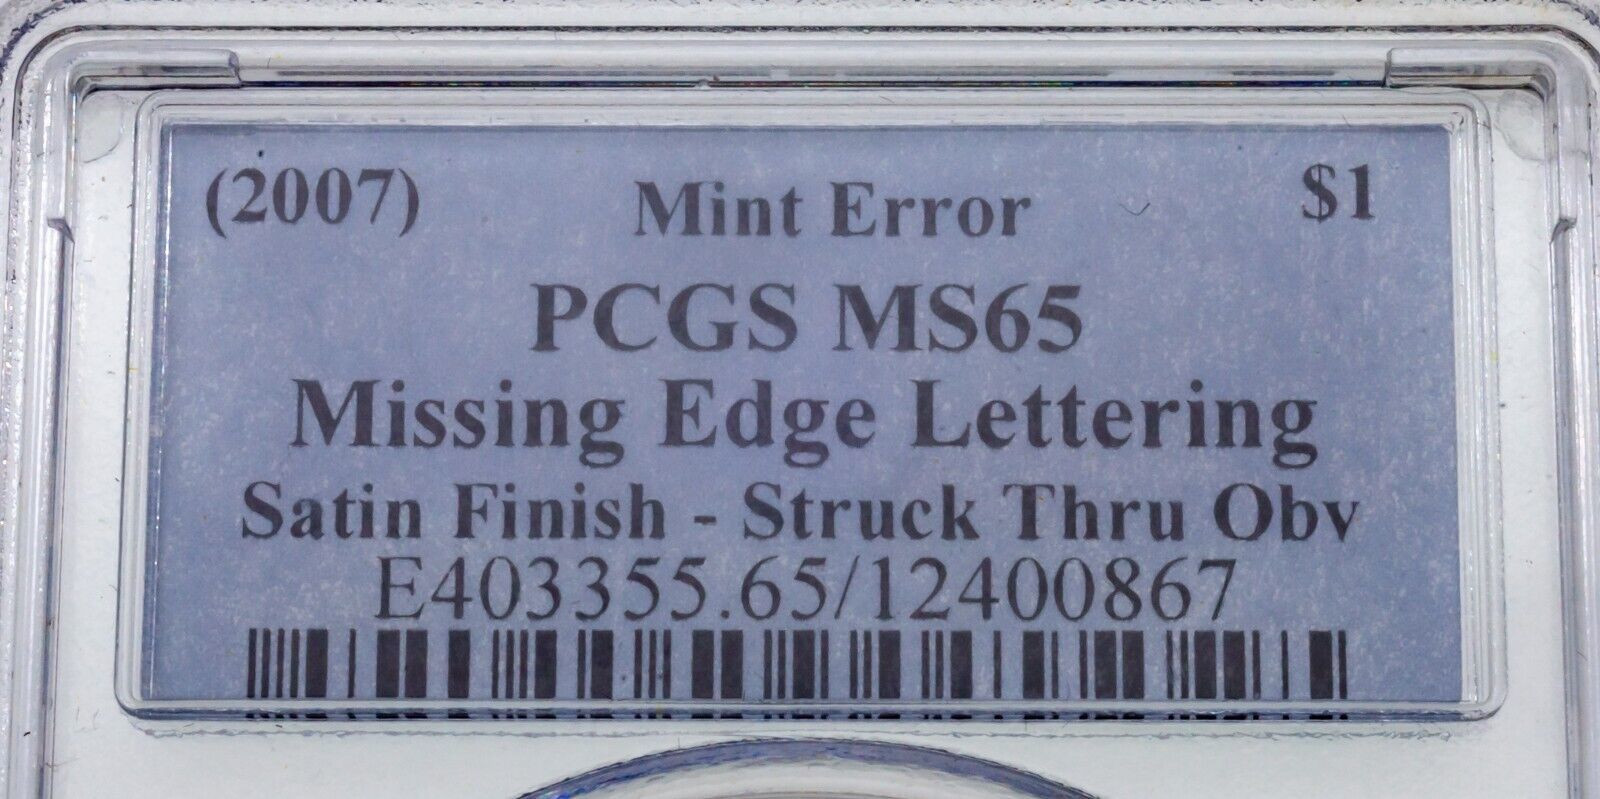 (2007) Mint Error $1
PCGS MS65
Missing Edge Lettering
Satin Finish - Struck Thru Obv
E403355.65/12400867